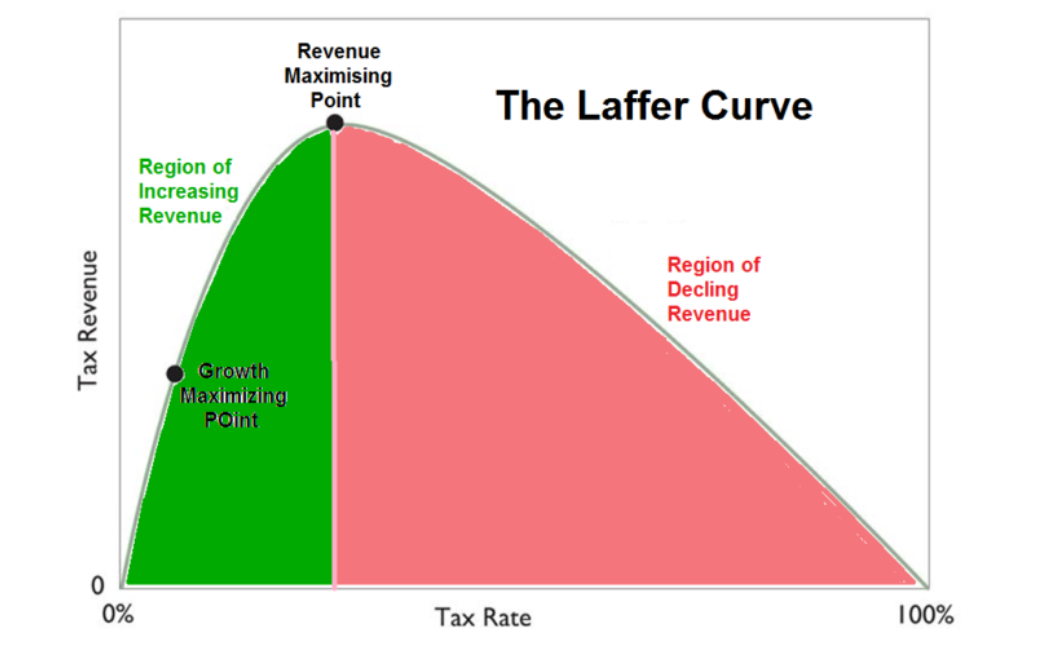 Revenue
Maximising
Point
The Laffer Curve
Region of
Increasing
Revenue
Region of
Decling
Revenue
Tax Revenue
Growth
Maximizing
POint
0
0%
Tax Rate
100%